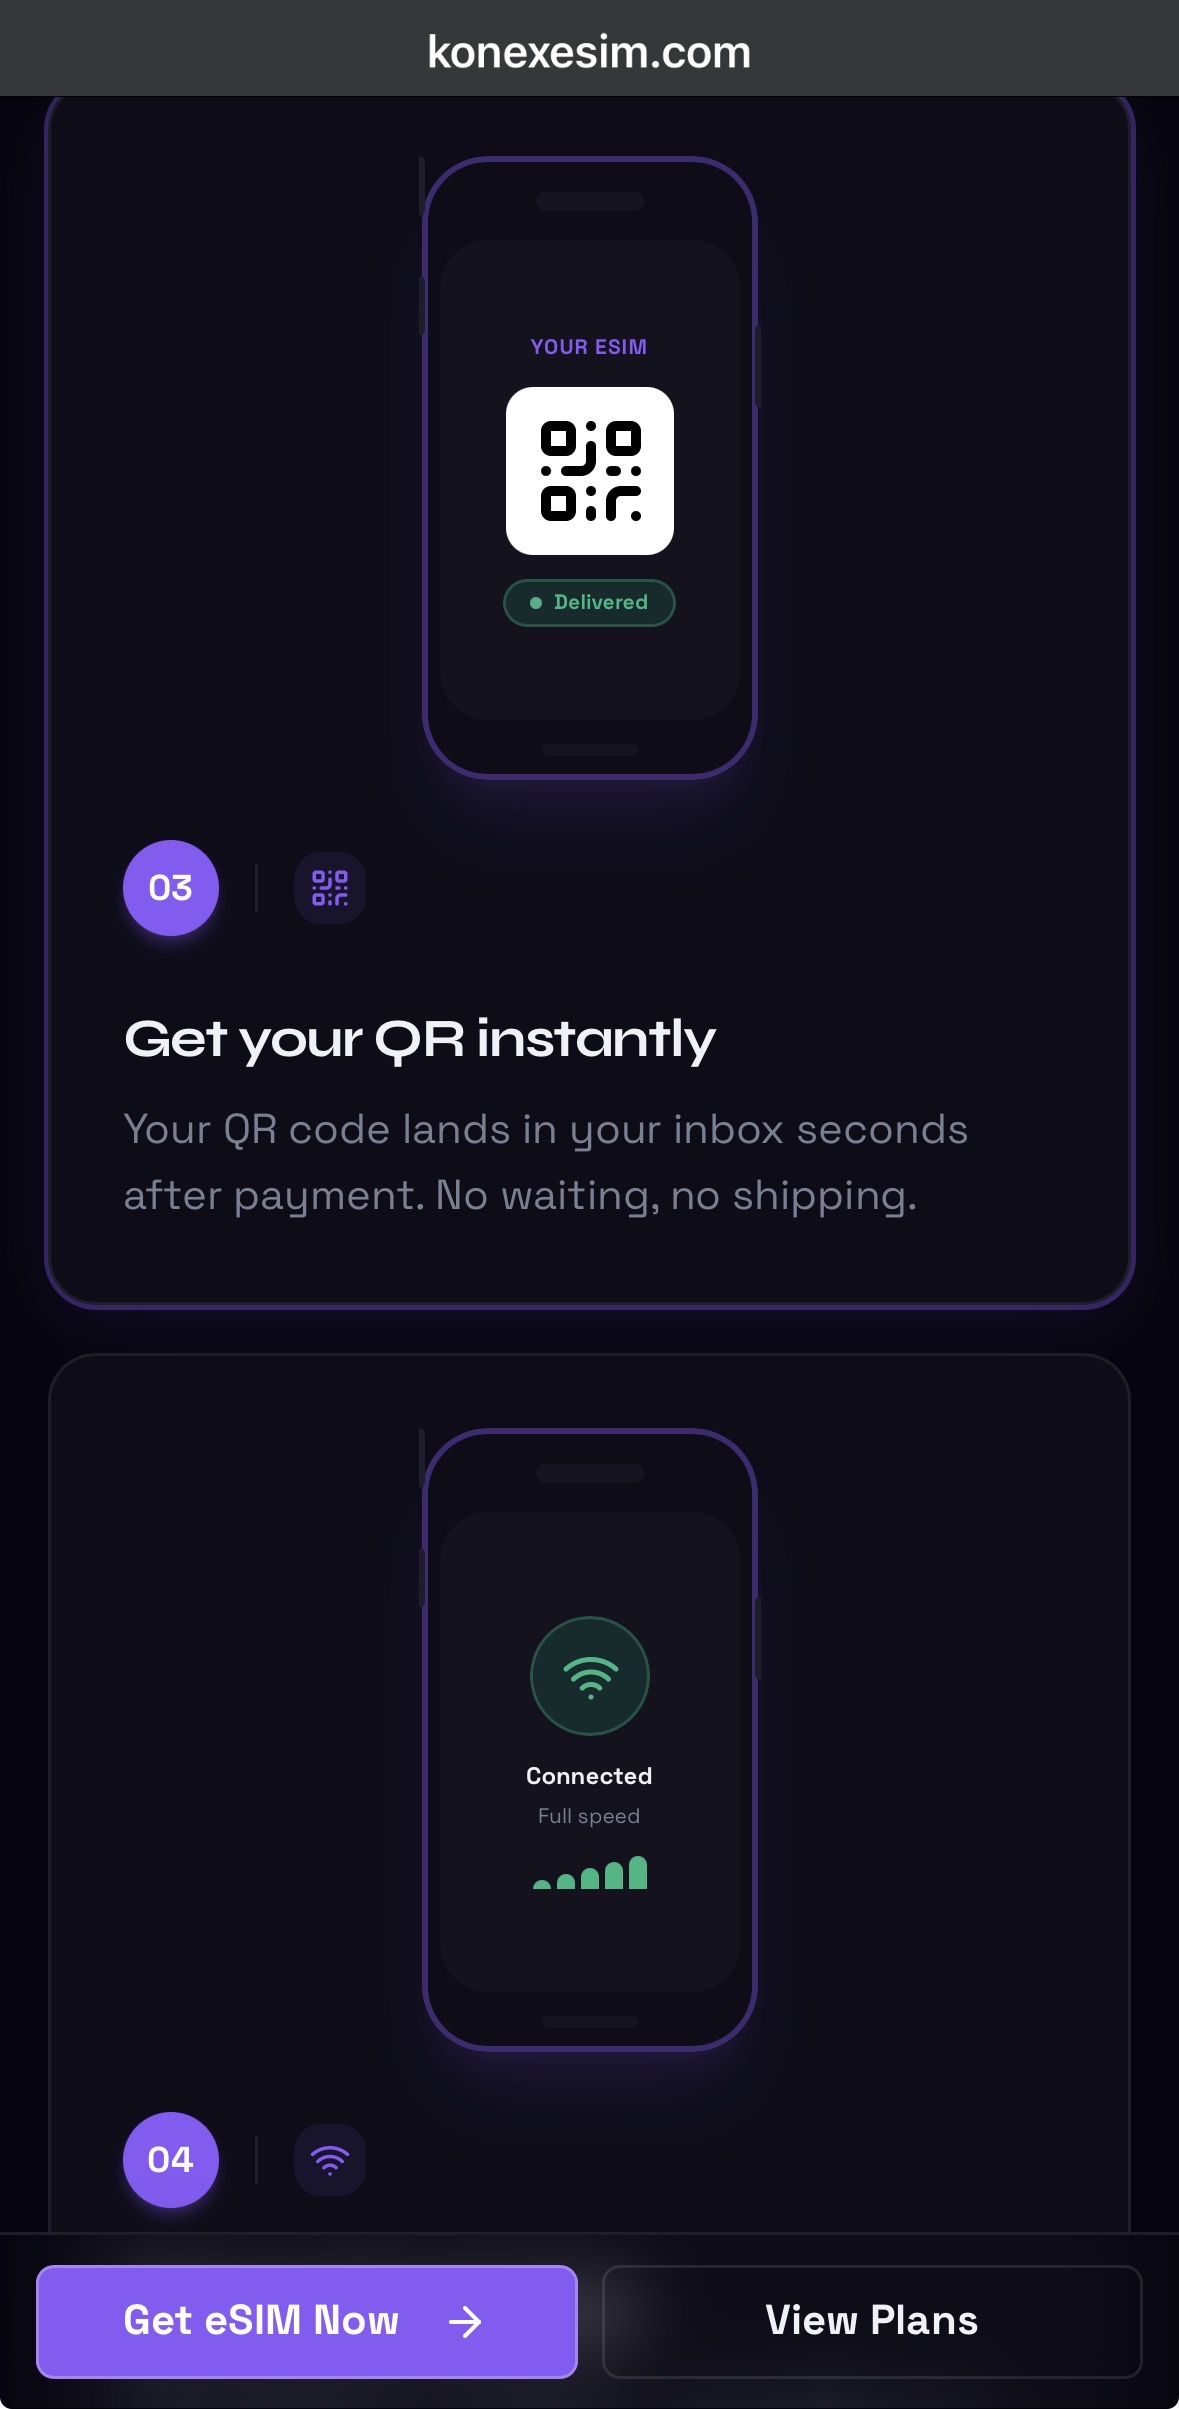 konexesim.com
YOUR ESIM
Delivered
03
Get your QR instantly
Your QR code lands in your inbox seconds
after payment. No waiting, no shipping.
Connected
Full speed
04
Get eSIM Now
View Plans